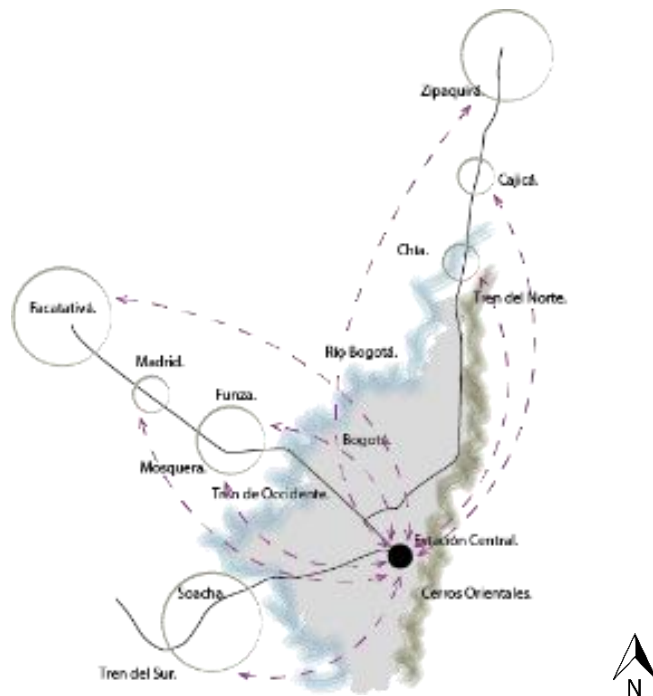 Zipaquirá.
Cajicá.
Chía.
Tren del Norte.
Facatativá.
Río Bogotá.
Madrid.
Funza.
Bogotá.
Mosquera.
Tren de Occidente.
Estación Central.
Soacha.
Cerros Orientales.
Tren del Sur.
N